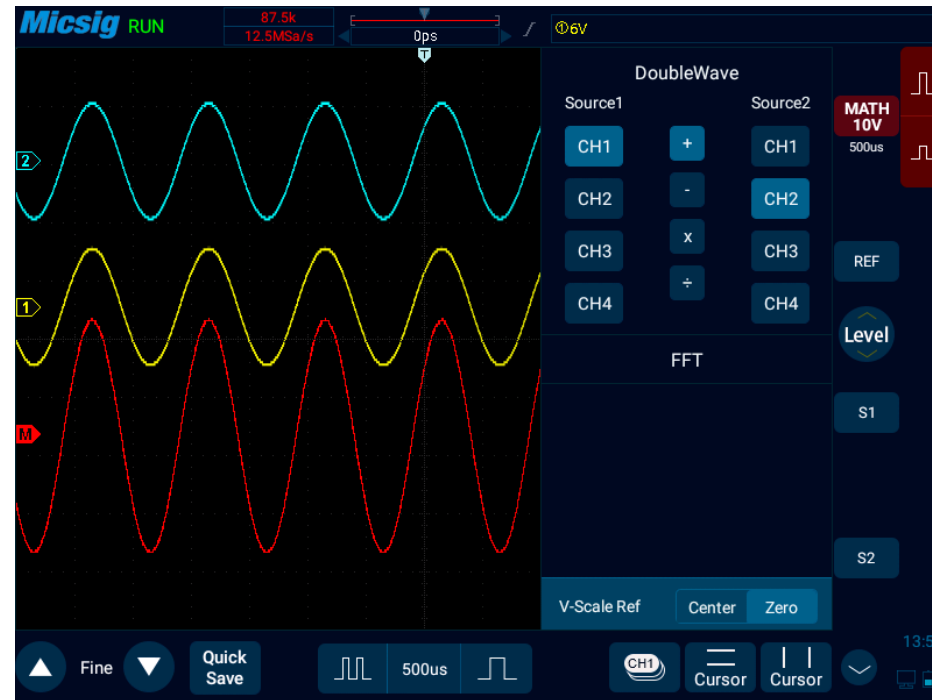 Micsig RUN
87.5k
12.5MSa/s
0ps
①6V
T
DoubleWave
Source1 Source2
CH1 + CH1
CH2 - CH2
CH3 x CH3
CH4 ÷ CH4
FFT
V-Scale Ref Center Zero
MATH
10V
500us
REF
Level
S1
S2
2
1
M
Fine
Quick
Save
500us
CH1
Cursor
Cursor